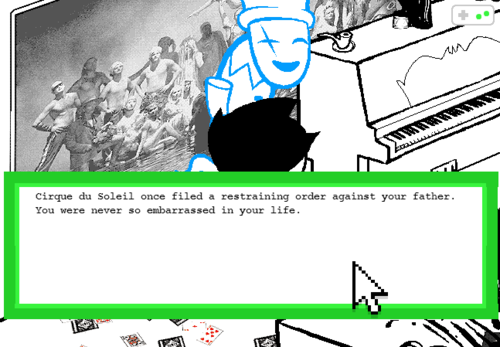 Cirque du Soleil once filed a restraining order against your father.
You were never so embarrassed in your life.